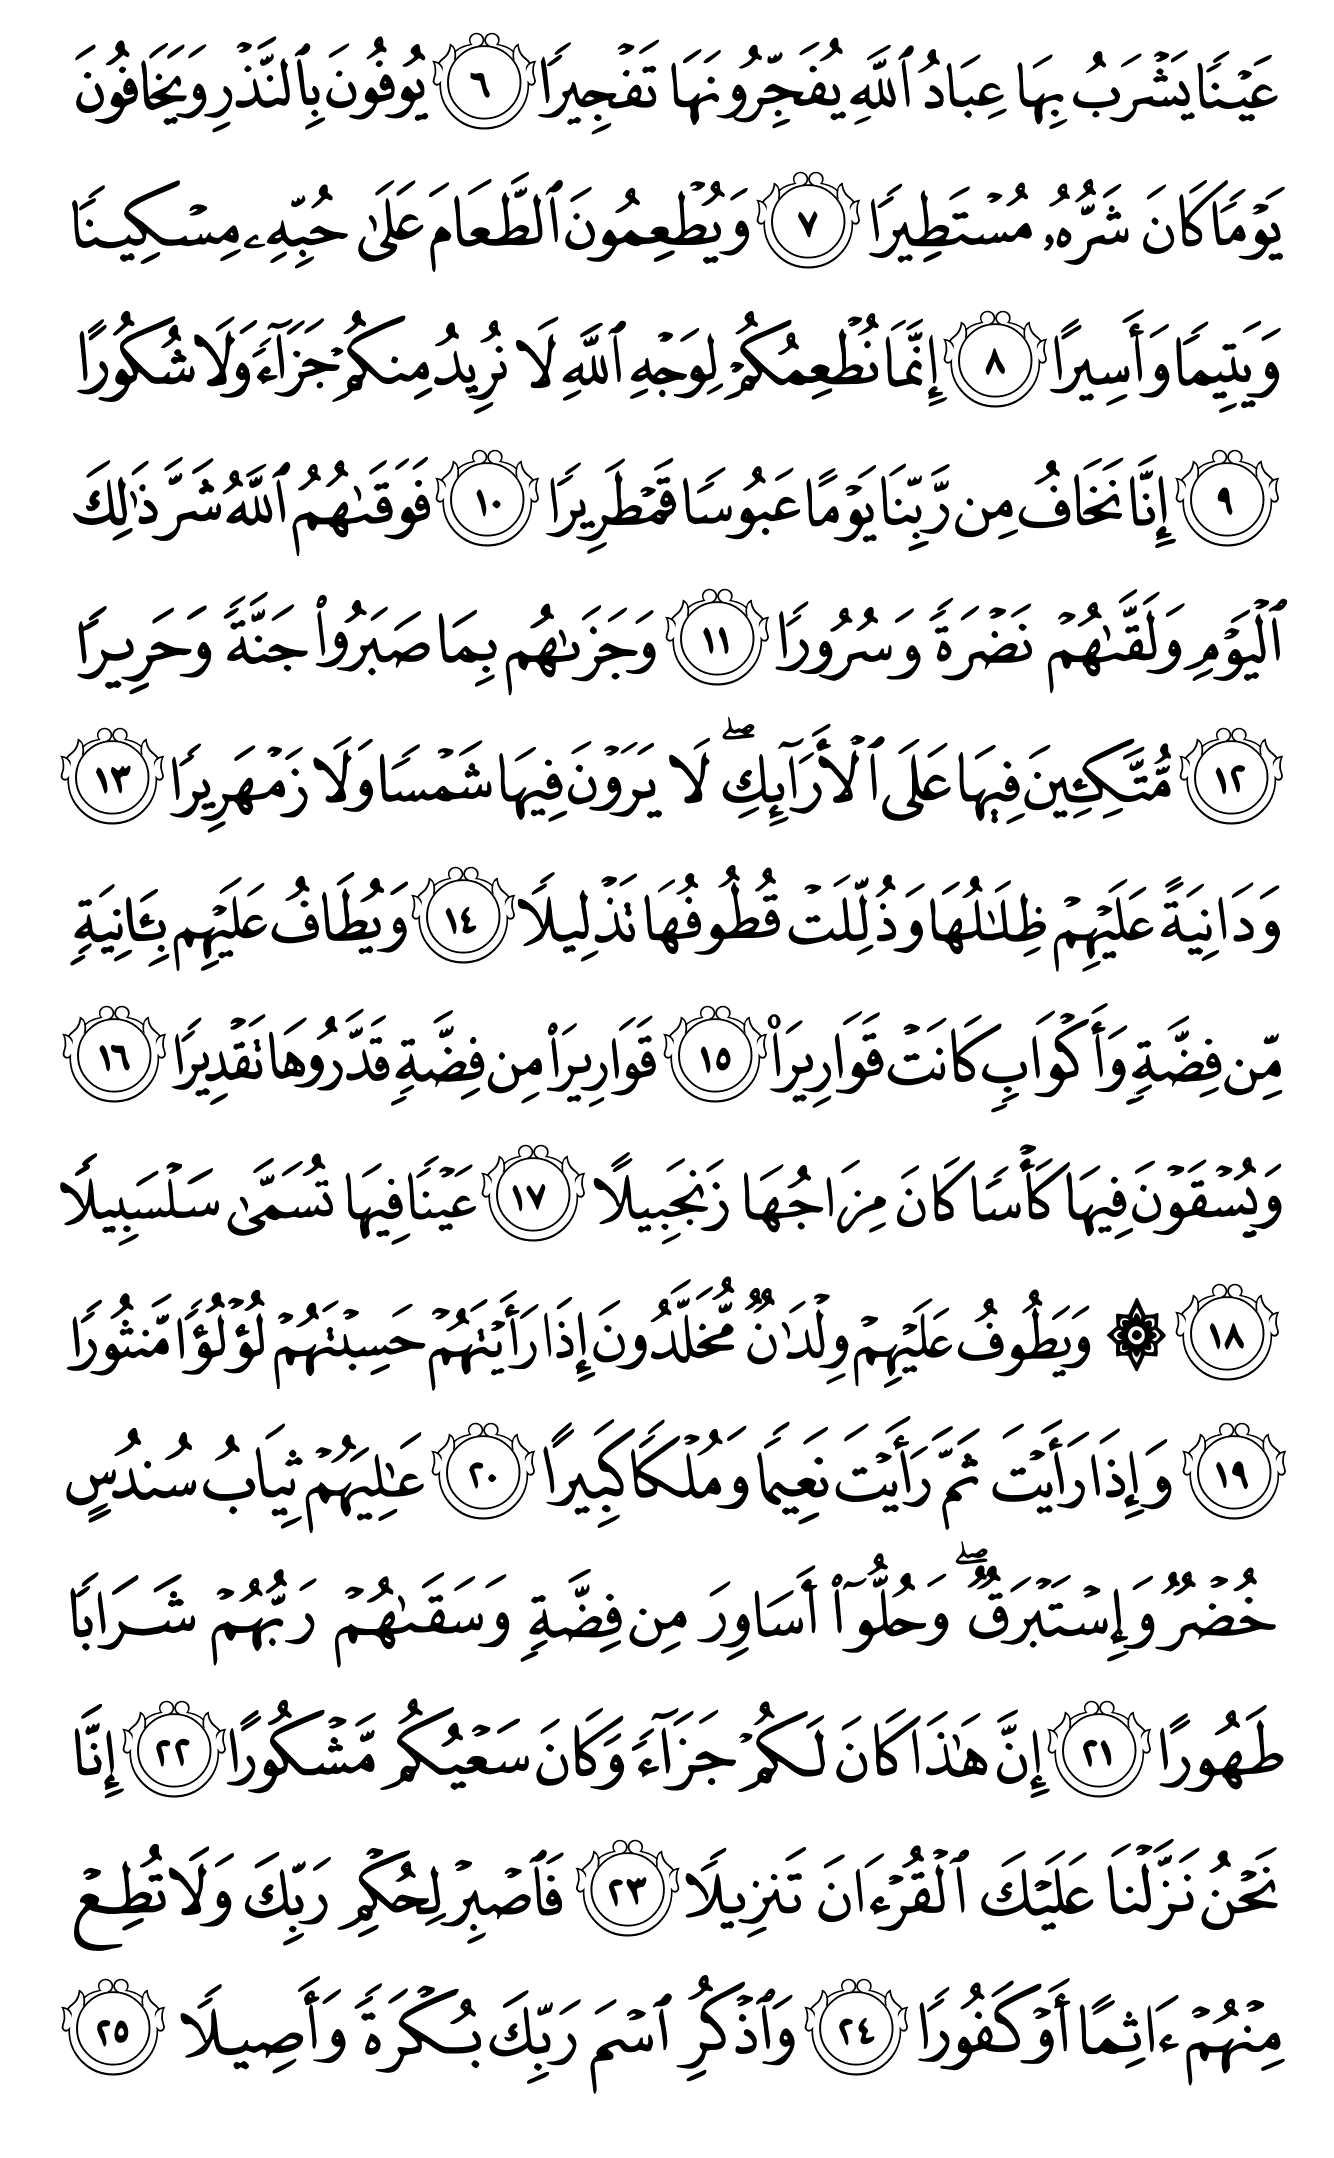 عَيۡنٗا يَشۡرَبُ بِهَا عِبَادُ ٱللَّهِ يُفَجِّرُونَهَا تَفۡجِيرٗا ٦ يُوفُونَ بِٱلنَّذۡرِ وَيَخَافُونَ
يَوۡمٗا كَانَ شَرُّهُۥ مُسۡتَطِيرٗا ٧ وَيُطۡعِمُونَ ٱلطَّعَامَ عَلَىٰ حُبِّهِۦ مِسۡكِينٗا
وَيَتِيمٗا وَأَسِيرًا ٨ إِنَّمَا نُطۡعِمُكُمۡ لِوَجۡهِ ٱللَّهِ لَا نُرِيدُ مِنكُمۡ جَزَآءٗ وَلَا شُكُورًا
٩ إِنَّا نَخَافُ مِن رَّبِّنَا يَوۡمًا عَبُوسٗا قَمۡطَرِيرٗا ١٠ فَوَقَىٰهُمُ ٱللَّهُ شَرَّ ذَٰلِكَ
ٱلۡيَوۡمِ وَلَقَّىٰهُمۡ نَضۡرَةٗ وَسُرُورٗا ١١ وَجَزَىٰهُم بِمَا صَبَرُواْ جَنَّةٗ وَحَرِيرٗا
١٢ مُّتَّكِـِٔينَ فِيهَا عَلَى ٱلۡأَرَآئِكِۖ لَا يَرَوۡنَ فِيهَا شَمۡسٗا وَلَا زَمۡهَرِيرٗا ١٣
وَدَانِيَةً عَلَيۡهِمۡ ظِلَٰلُهَا وَذُلِّلَتۡ قُطُوفُهَا تَذۡلِيلٗا ١٤ وَيُطَافُ عَلَيۡهِم بِـَٔانِيَةٖ
مِّن فِضَّةٖ وَأَكۡوَابٖ كَانَتۡ قَوَارِيرَا۠ ١٥ قَوَارِيرَاْ مِن فِضَّةٖ قَدَّرُوهَا تَقۡدِيرٗا ١٦
وَيُسۡقَوۡنَ فِيهَا كَأۡسٗا كَانَ مِزَاجُهَا زَنجَبِيلًا ١٧ عَيۡنٗا فِيهَا تُسَمَّىٰ سَلۡسَبِيلٗا
١٨ ۞ وَيَطُوفُ عَلَيۡهِمۡ وِلۡدَٰنٞ مُّخَلَّدُونَ إِذَا رَأَيۡتَهُمۡ حَسِبۡتَهُمۡ لُؤۡلُؤٗا مَّنثُورٗا
١٩ وَإِذَا رَأَيۡتَ ثَمَّ رَأَيۡتَ نَعِيمٗا وَمُلۡكٗا كَبِيرًا ٢٠ عَٰلِيَهُمۡ ثِيَابُ سُندُسٍ
خُضۡرٞ وَإِسۡتَبۡرَقٞۖ وَحُلُّوٓاْ أَسَاوِرَ مِن فِضَّةٖ وَسَقَىٰهُمۡ رَبُّهُمۡ شَرَابٗا
طَهُورًا ٢١ إِنَّ هَٰذَا كَانَ لَكُمۡ جَزَآءٗ وَكَانَ سَعۡيُكُم مَّشۡكُورًا ٢٢ إِنَّا
نَحۡنُ نَزَّلۡنَا عَلَيۡكَ ٱلۡقُرۡءَانَ تَنزِيلٗا ٢٣ فَٱصۡبِرۡ لِحُكۡمِ رَبِّكَ وَلَا تُطِعۡ
مِنۡهُمۡ ءَاثِمًا أَوۡ كَفُورٗا ٢٤ وَٱذۡكُرِ ٱسۡمَ رَبِّكَ بُكۡرَةٗ وَأَصِيلٗا ٢٥